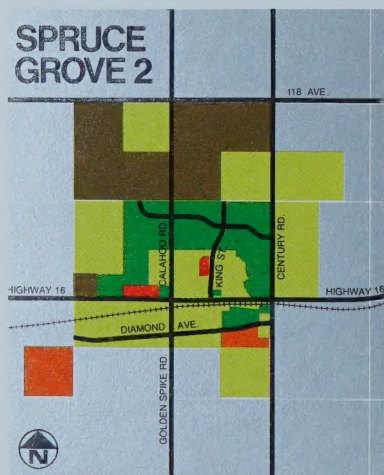 SPRUCE
GROVE 2
118 AVE.
CALAHOO RD.
KING ST.
CENTURY RD.
HIGHWAY 16
HIGHWAY 16
DIAMOND AVE.
GOLDEN SPIKE RD.
N